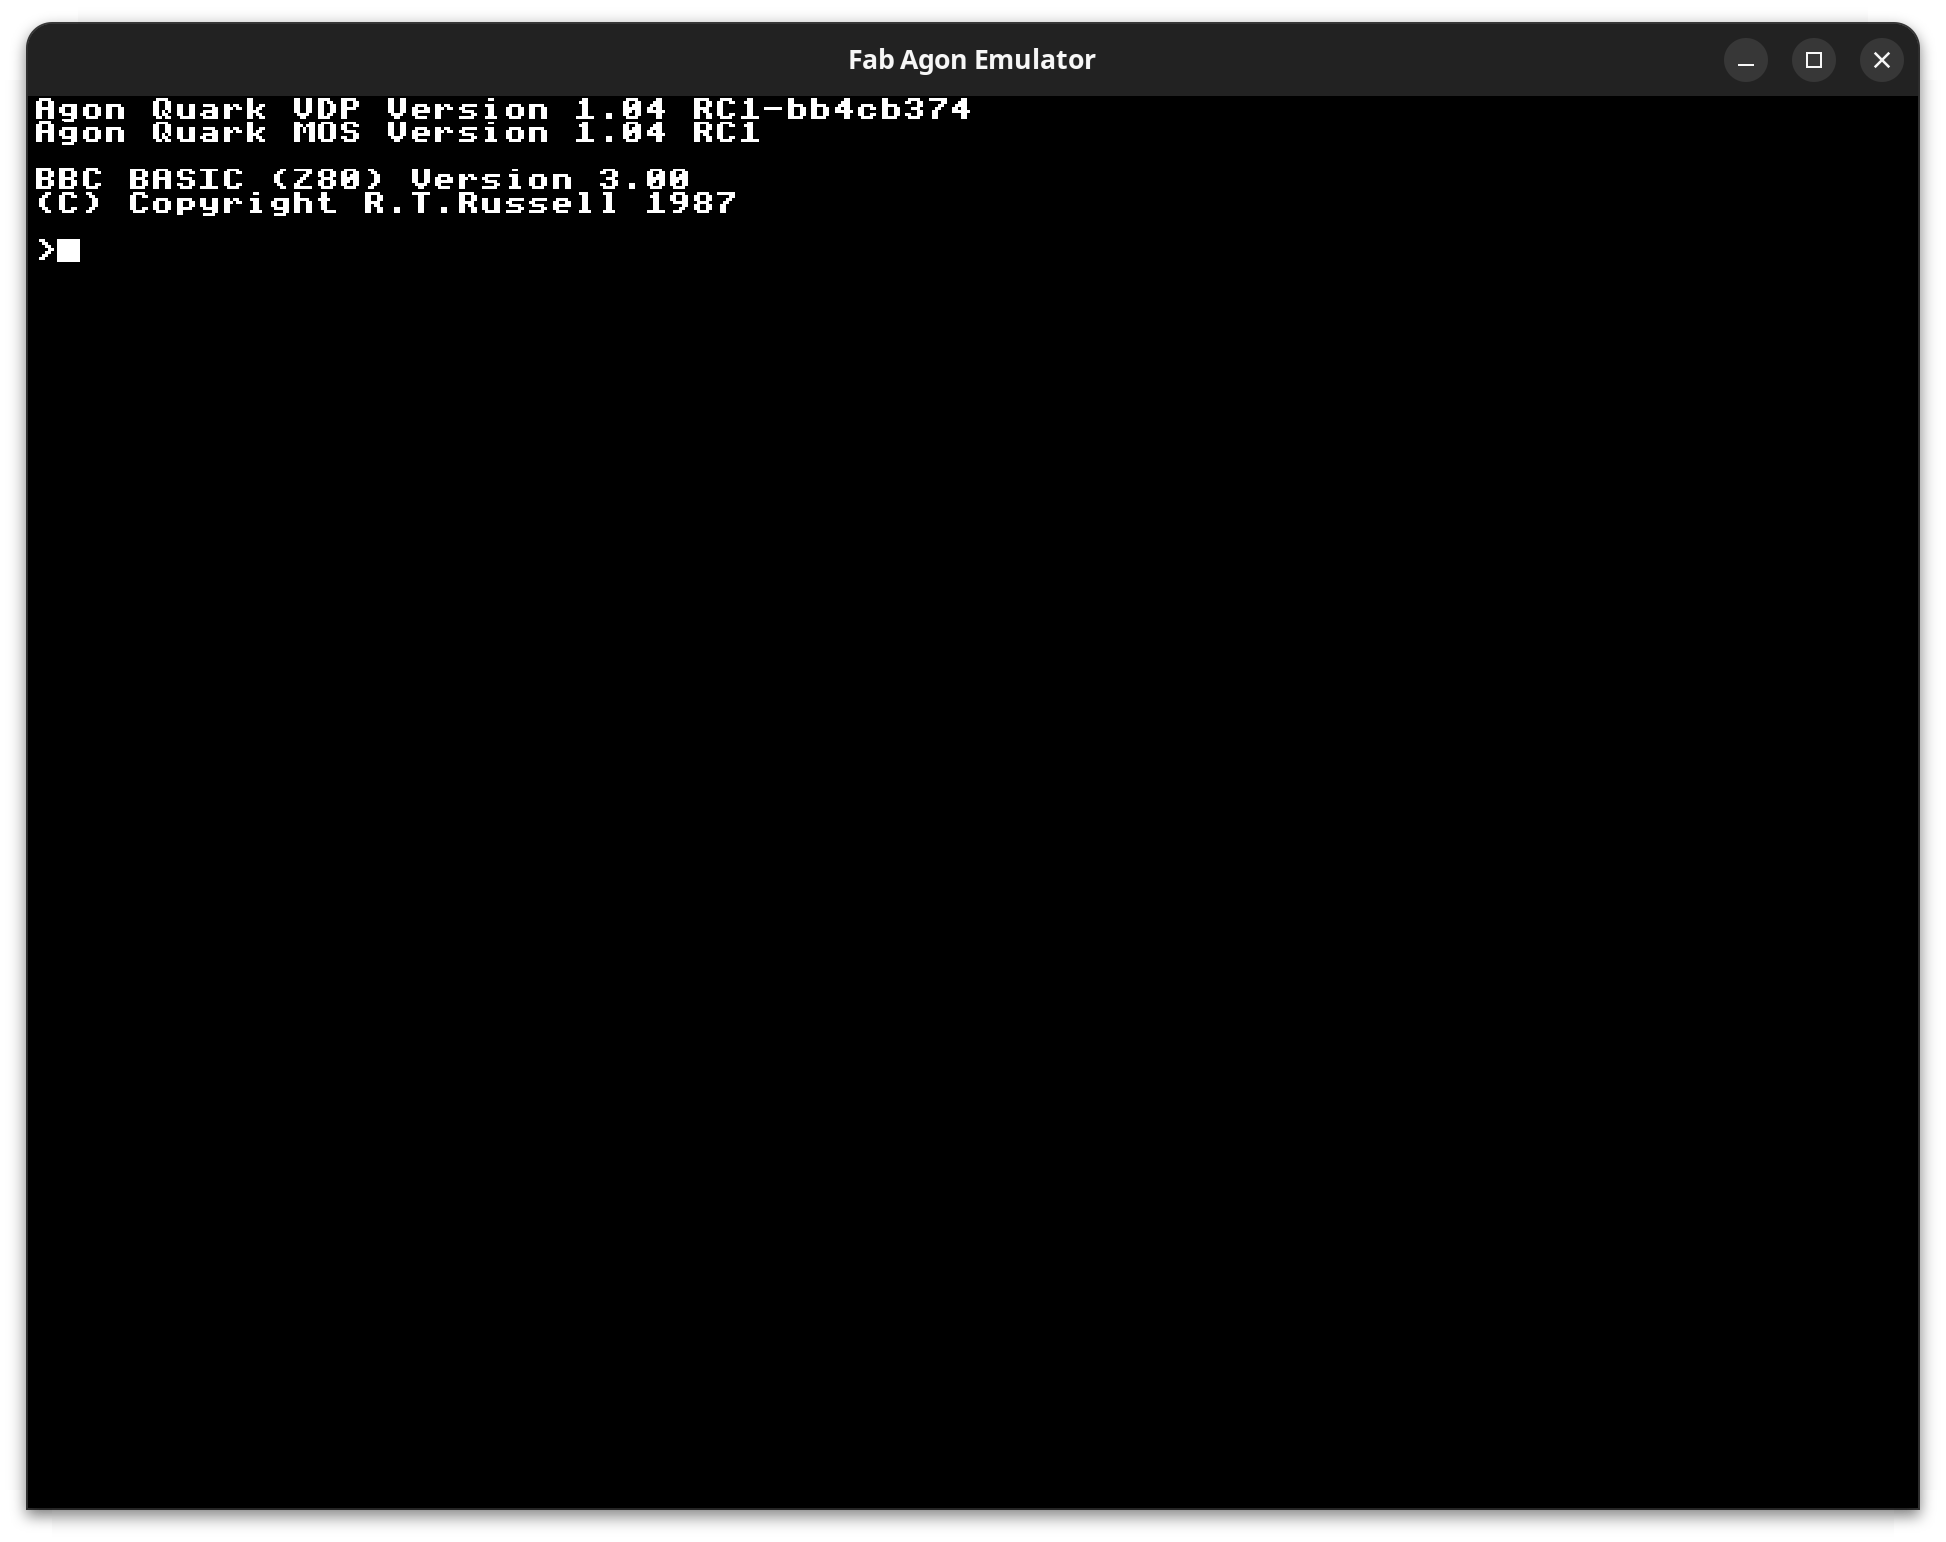 Fab Agon Emulator
Agon Quark VDP Version 1.04 RC1-bb4cb374
Agon Quark MOS Version 1.04 RC1
BBC BASIC (Z80) Version 3.00
(C) Copyright R.T.Russell 1987
>